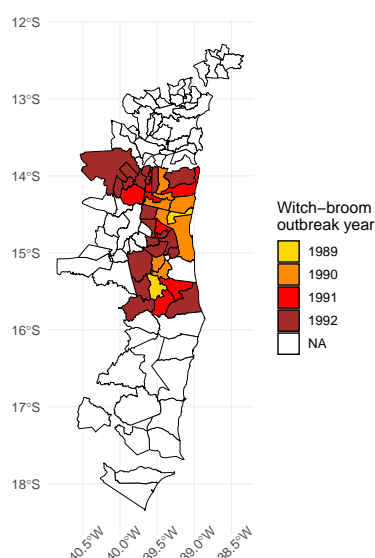 12°S
13°S
14°S
15°S
16°S
17°S
18°S
40.5°W
40.0°W
39.5°W
39.0°W
38.5°W
Witch−broom
outbreak year
1989
1990
1991
1992
NA